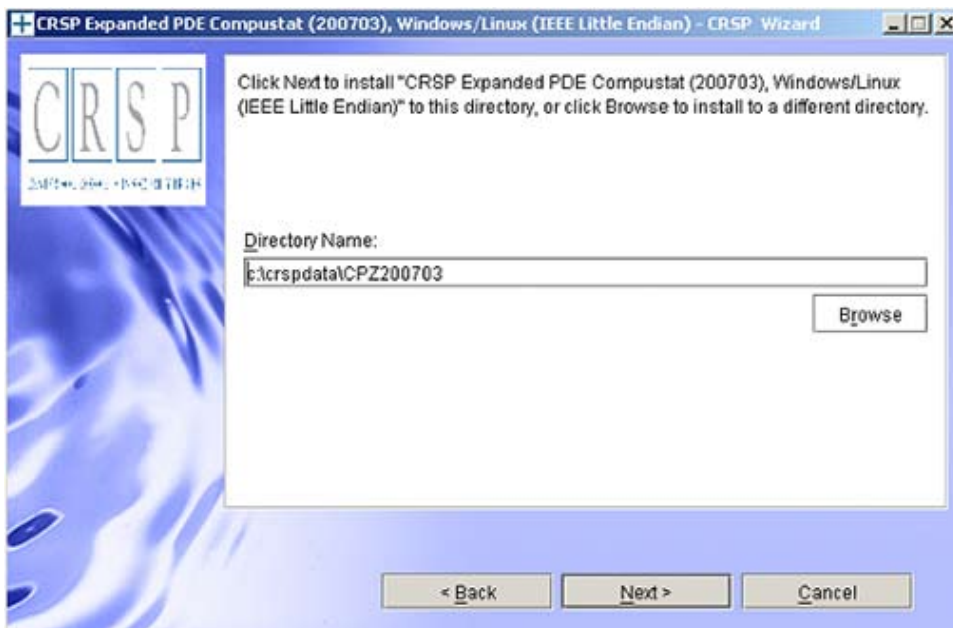 CRSP Expanded PDE Compustat (200703), Windows/Linux (IEEE Little Endian) - CRSP Wizard
CRSP
Click Next to install "CRSP Expanded PDE Compustat (200703), Windows/Linux
(IEEE Little Endian)" to this directory, or click Browse to install to a different directory.
Directory Name:
c:\crspdata\CPZ200703
Browse
< Back
Next >
Cancel